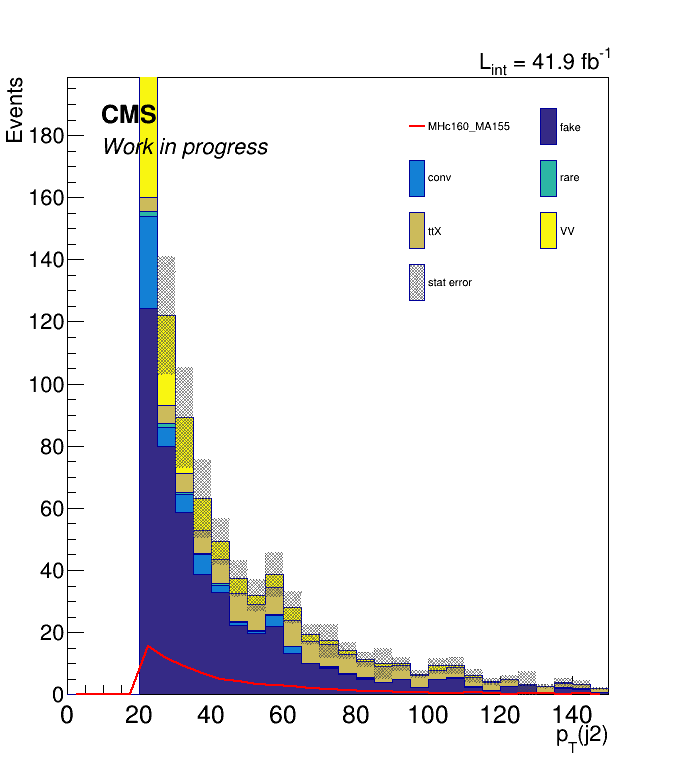 L_int = 41.9 fb^-1
Events
CMS
Work in progress
MHc160_MA155
fake
conv
rare
ttX
VV
stat error
180
160
140
120
100
80
60
40
20
0
0 20 40 60 80 100 120 140
p_T(j2)